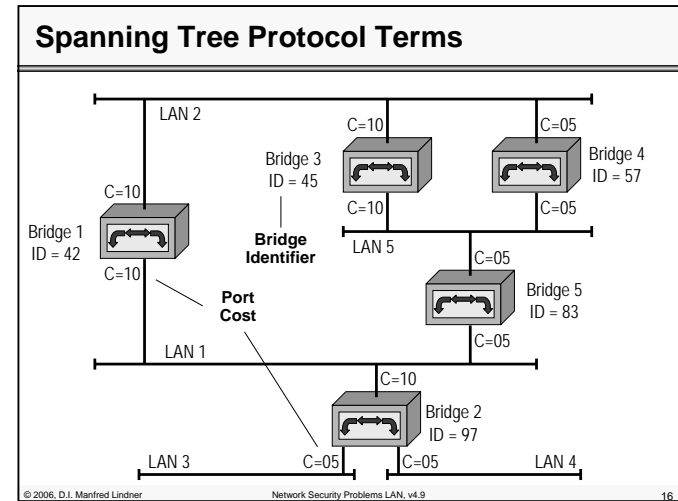 Spanning Tree Protocol Terms
LAN 2
C=10
C=05
Bridge 3
ID = 45
Bridge 4
ID = 57
C=10
Bridge 1
ID = 42
C=10
C=05
Bridge
Identifier
LAN 5
C=10
C=05
Port
Cost
Bridge 5
ID = 83
C=05
LAN 1
C=10
Bridge 2
ID = 97
LAN 3
C=05
C=05
LAN 4
© 2006, D.I. Manfred Lindner
Network Security Problems LAN, v4.9
16